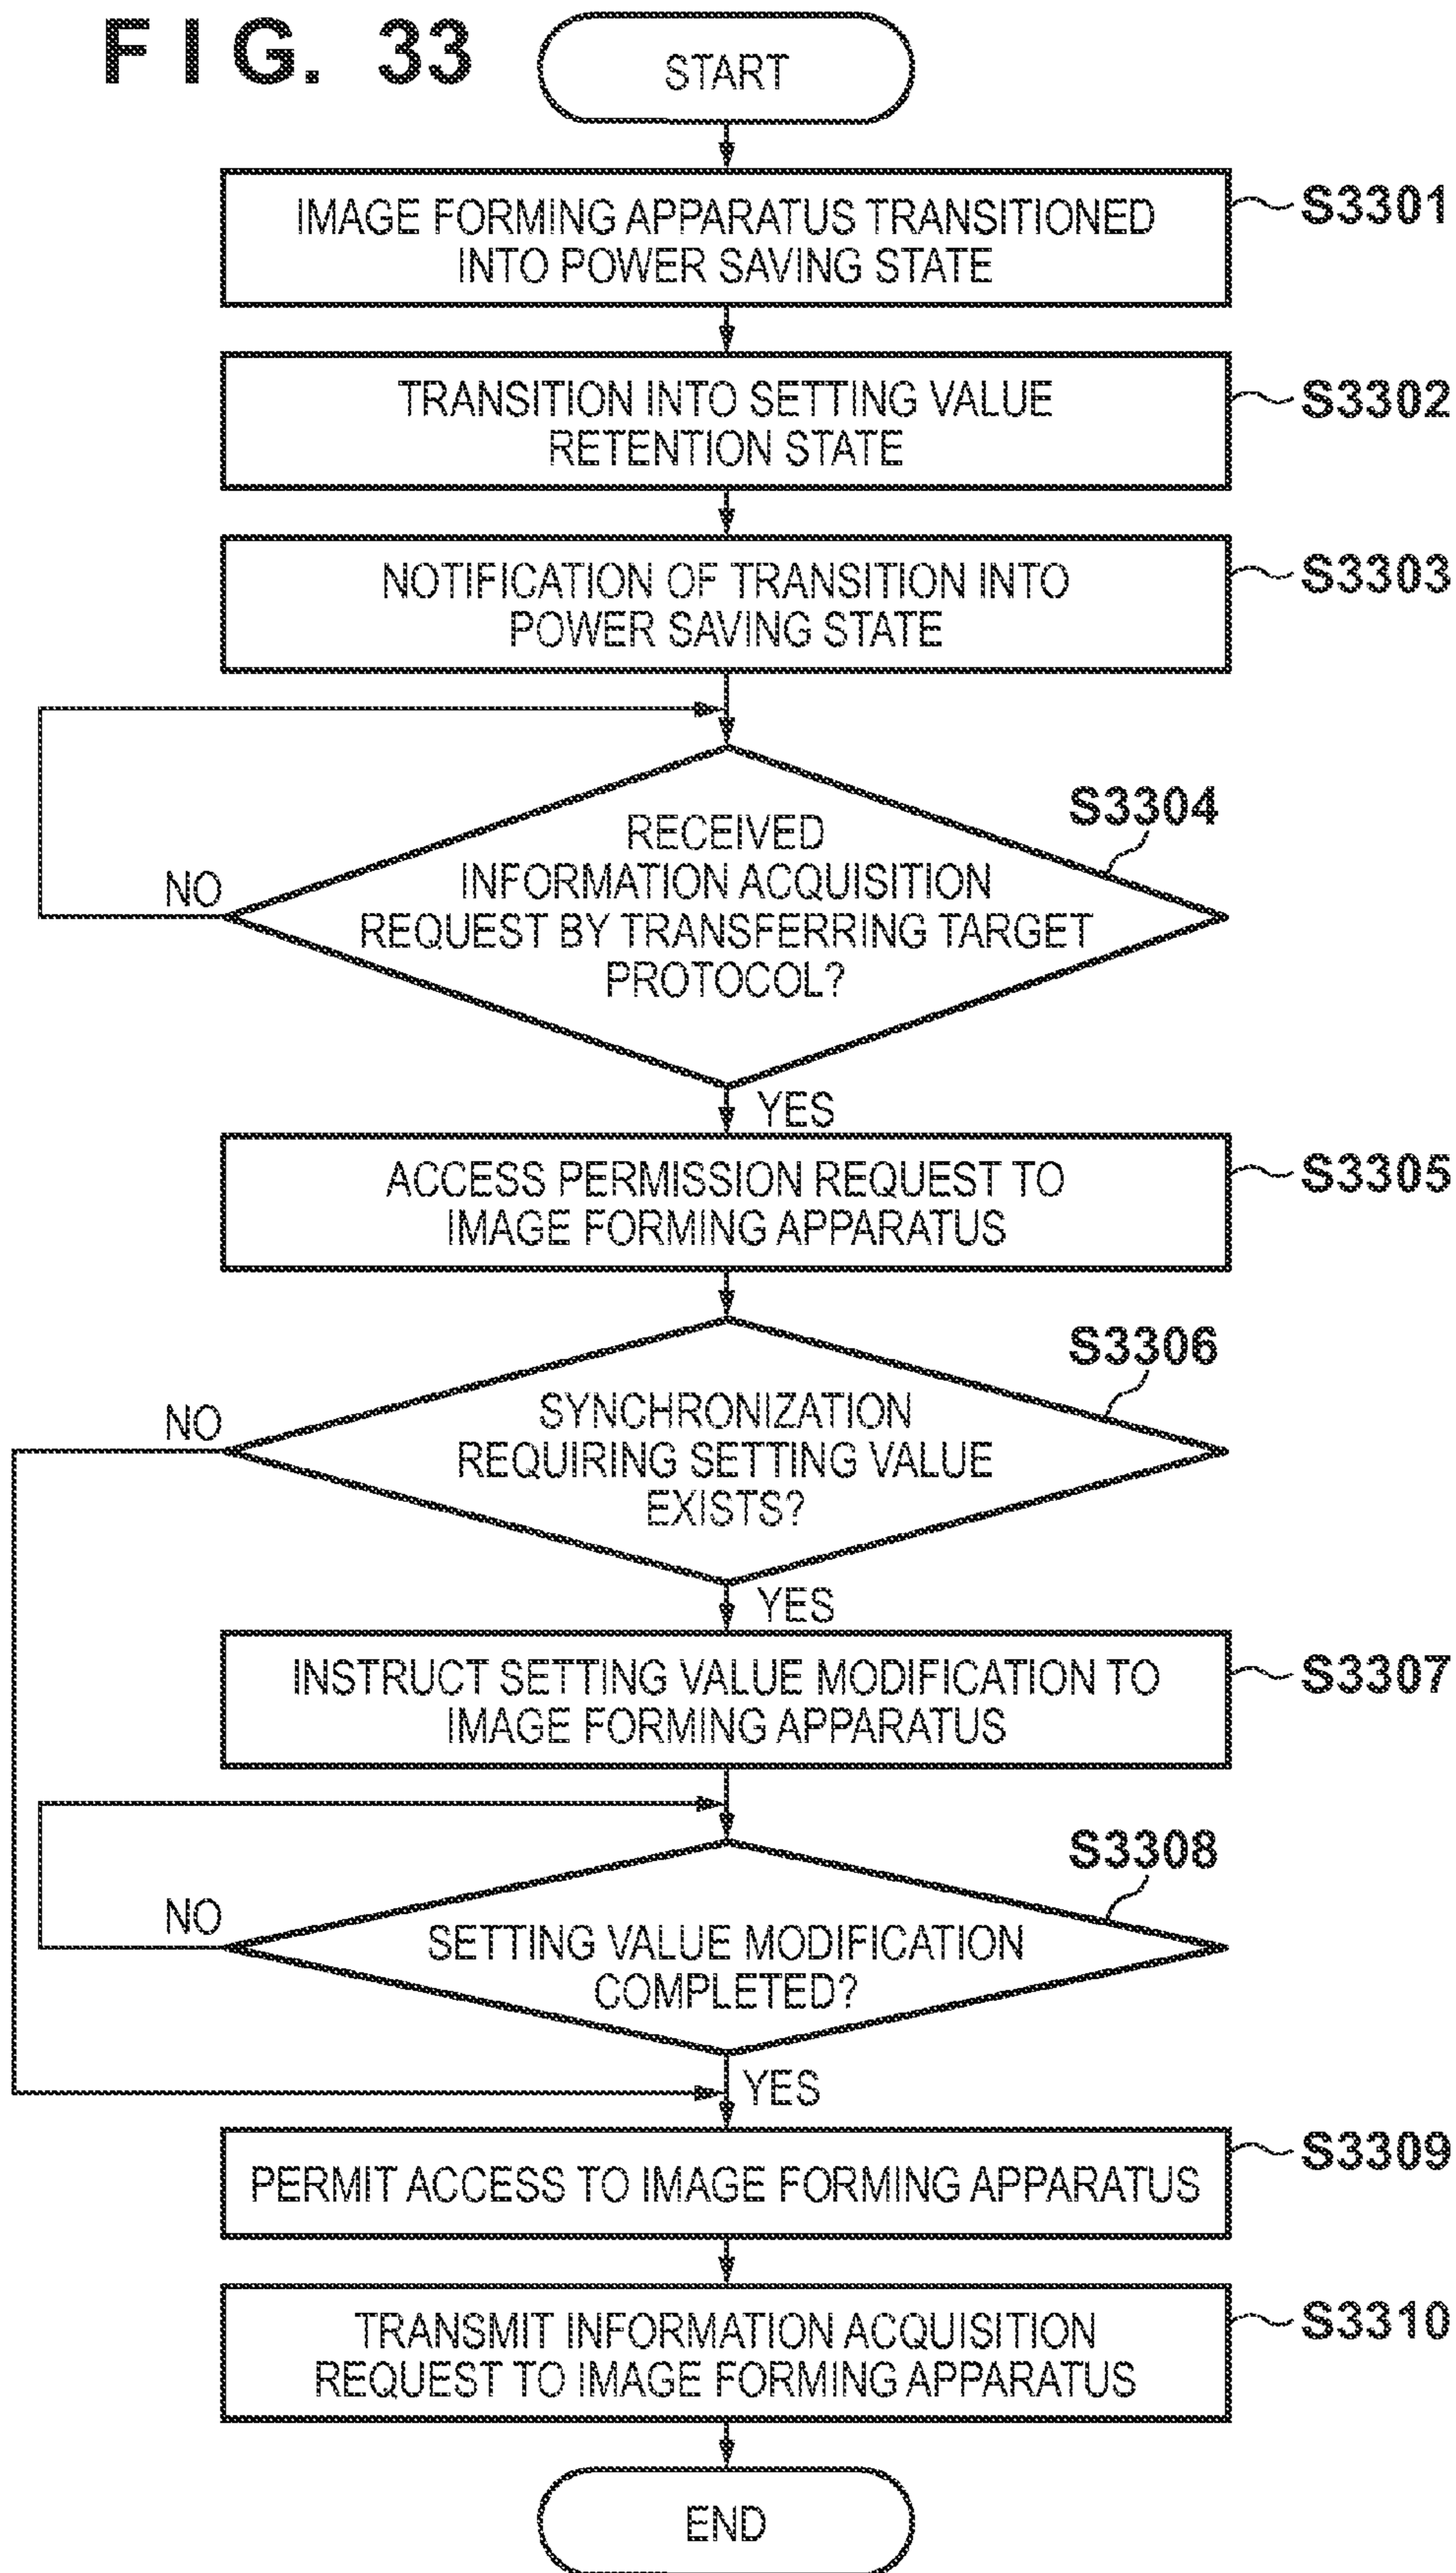 FIG. 33
START
IMAGE FORMING APPARATUS TRANSITIONED
INTO POWER SAVING STATE
S3301
TRANSITION INTO SETTING VALUE
RETENTION STATE
S3302
NOTIFICATION OF TRANSITION INTO
POWER SAVING STATE
S3303
S3304
RECEIVED
INFORMATION ACQUISITION
REQUEST BY TRANSFERRING TARGET
PROTOCOL?
NO
YES
ACCESS PERMISSION REQUEST TO
IMAGE FORMING APPARATUS
S3305
S3306
SYNCHRONIZATION
REQUIRING SETTING VALUE
EXISTS?
NO
YES
INSTRUCT SETTING VALUE MODIFICATION TO
IMAGE FORMING APPARATUS
S3307
S3308
SETTING VALUE MODIFICATION
COMPLETED?
NO
YES
PERMIT ACCESS TO IMAGE FORMING APPARATUS
S3309
TRANSMIT INFORMATION ACQUISITION
REQUEST TO IMAGE FORMING APPARATUS
S3310
END